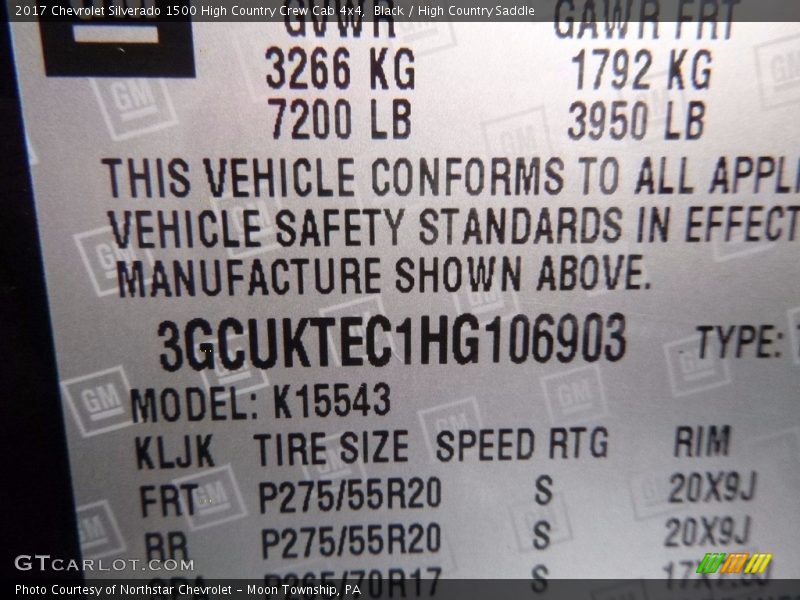 2017 Chevrolet Silverado 1500 High Country Crew Cab 4x4, Black / High Country Saddle
GVWR GAWR FRT
3266 KG 1792 KG
7200 LB 3950 LB
THIS VEHICLE CONFORMS TO ALL APPLI
VEHICLE SAFETY STANDARDS IN EFFECT
MANUFACTURE SHOWN ABOVE.
3GCUKTEC1HG106903 TYPE:
MODEL: K15543
KLJK TIRE SIZE SPEED RTG RIM
FRT P275/55R20 S 20X9J
RR P275/55R20 S 20X9J
P265/70R17 S
GTCARLOT.COM
Photo Courtesy of Northstar Chevrolet - Moon Township, PA